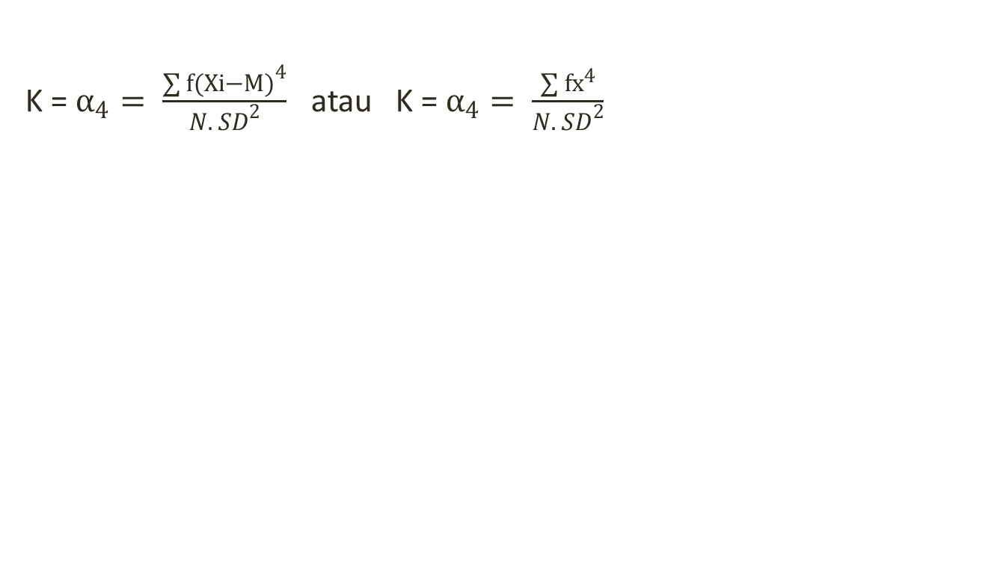 K = α₄ = ∑ f(Xi−M)⁴ / N.SD² atau K = α₄ = ∑ fx⁴ / N.SD²